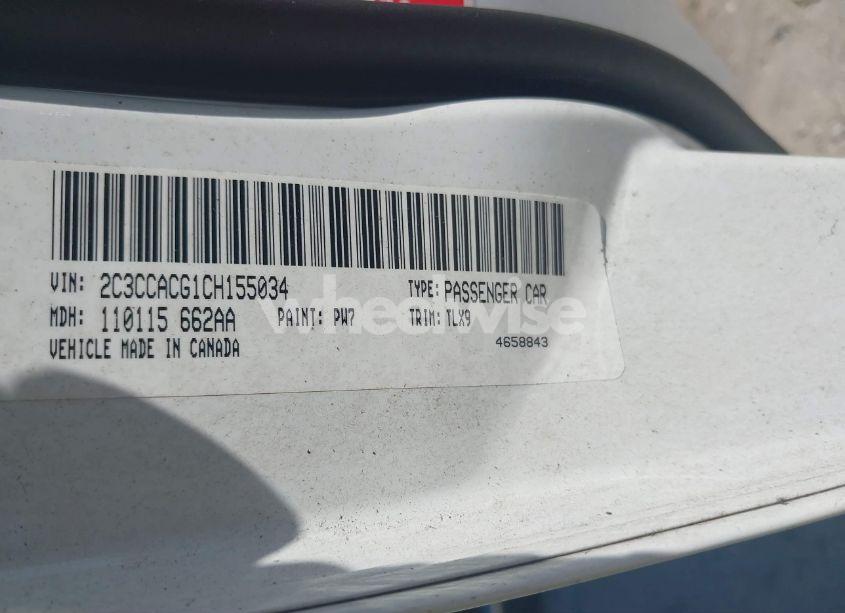 VIN: 2C3CCACG1CH155034 TYPE: PASSENGER CAR
MDH: 110115 662AA PAINT: PW7 TRIM: TLX9
VEHICLE MADE IN CANADA 4658843
wheelwise